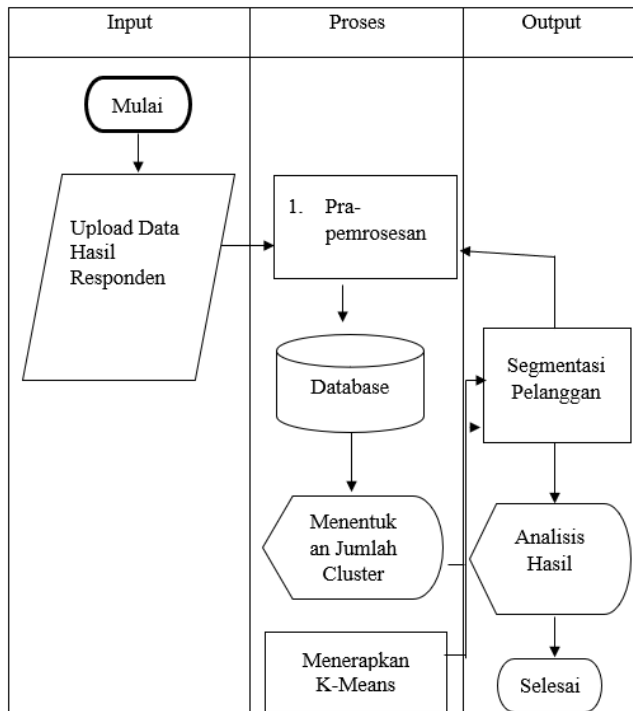 Input
Proses
Output
Mulai
Upload Data
Hasil
Responden
1. Pra-
pemrosesan
Database
Menentuk
an Jumlah
Cluster
Menerapkan
K-Means
Segmentasi
Pelanggan
Analisis
Hasil
Selesai